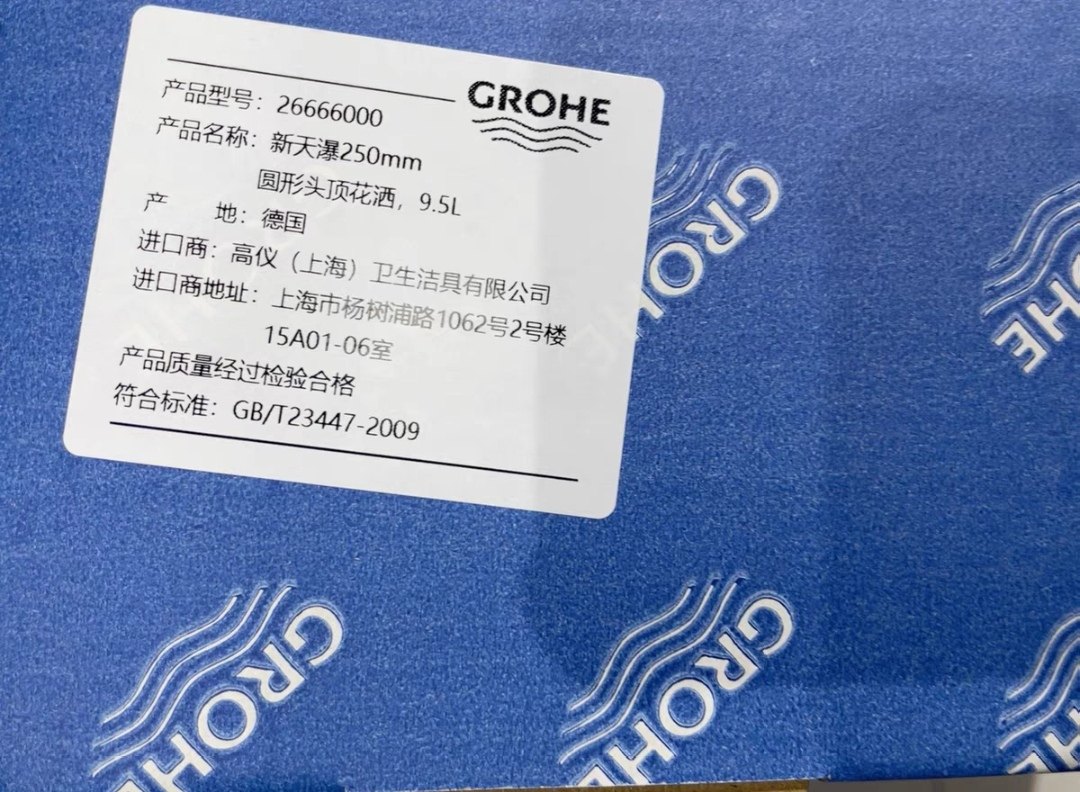 GROHE
产品型号：26666000
产品名称：新天瀑250mm
圆形头顶花洒，9.5L
产 地：德国
进口商：高仪（上海）卫生洁具有限公司
进口商地址：上海市杨树浦路1062号2号楼
15A01-06室
产品质量经过检验合格
符合标准：GB/T23447-2009
GROHE
GROHE
GROHE
GROHE